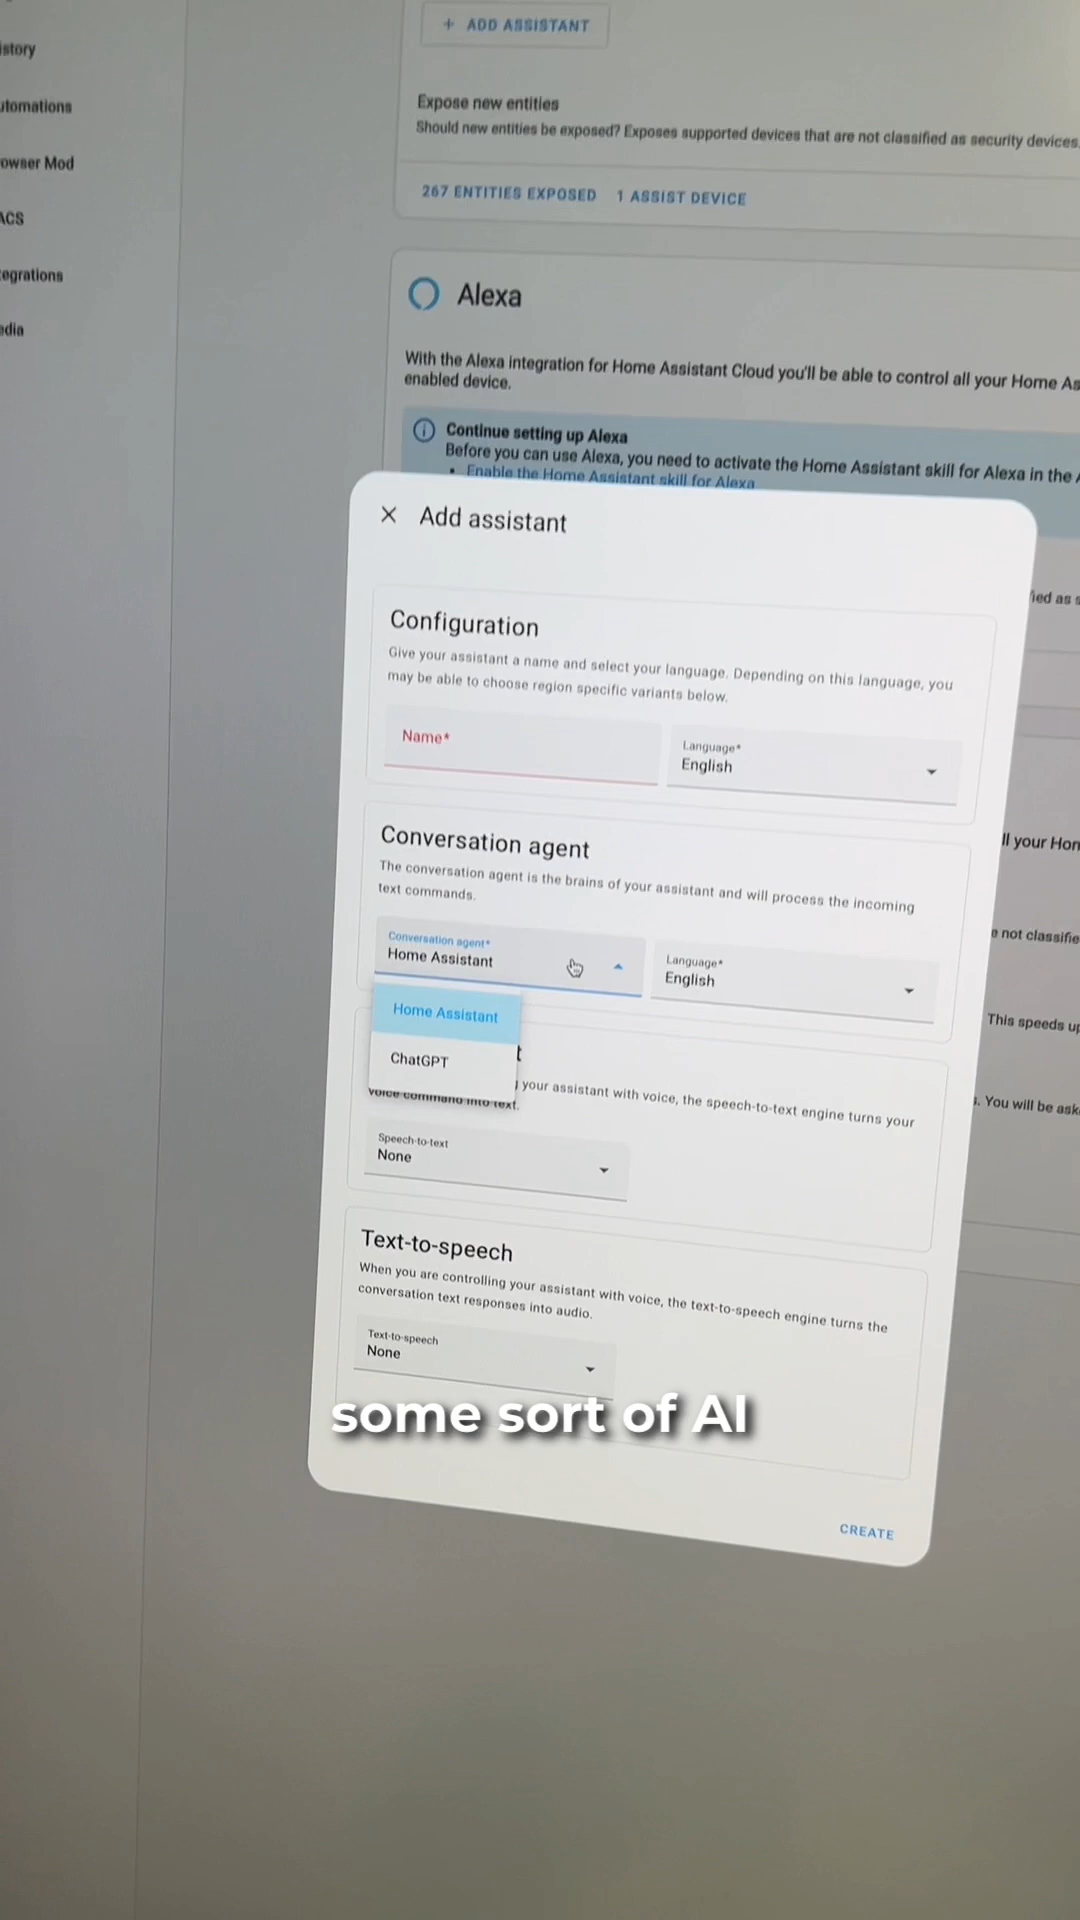 + ADD ASSISTANT
istory
Expose new entities
utomations
Should new entities be exposed? Exposes supported devices that are not classified as security devices.
owser Mod
267 ENTITIES EXPOSED 1 ASSIST DEVICE
ACS
tegrations
Alexa
edia
With the Alexa integration for Home Assistant Cloud you'll be able to control all your Home As
enabled device.
Continue setting up Alexa
Before you can use Alexa, you need to activate the Home Assistant skill for Alexa in the A
• Enable the Home Assistant skill for Alexa
Add assistant
ied as s
Configuration
Give your assistant a name and select your language. Depending on this language, you
may be able to choose region specific variants below.
Name*
Language*
English
Conversation agent
ll your Hom
The conversation agent is the brains of your assistant and will process the incoming
text commands.
e not classifie
Conversation agent*
Home Assistant
Language*
English
Home Assistant
This speeds up
ChatGPT
t
your assistant with voice, the speech-to-text engine turns your
voice command into text.
s. You will be aske
Speech-to-text
None
Text-to-speech
When you are controlling your assistant with voice, the text-to-speech engine turns the
conversation text responses into audio.
Text-to-speech
None
some sort of AI
CREATE